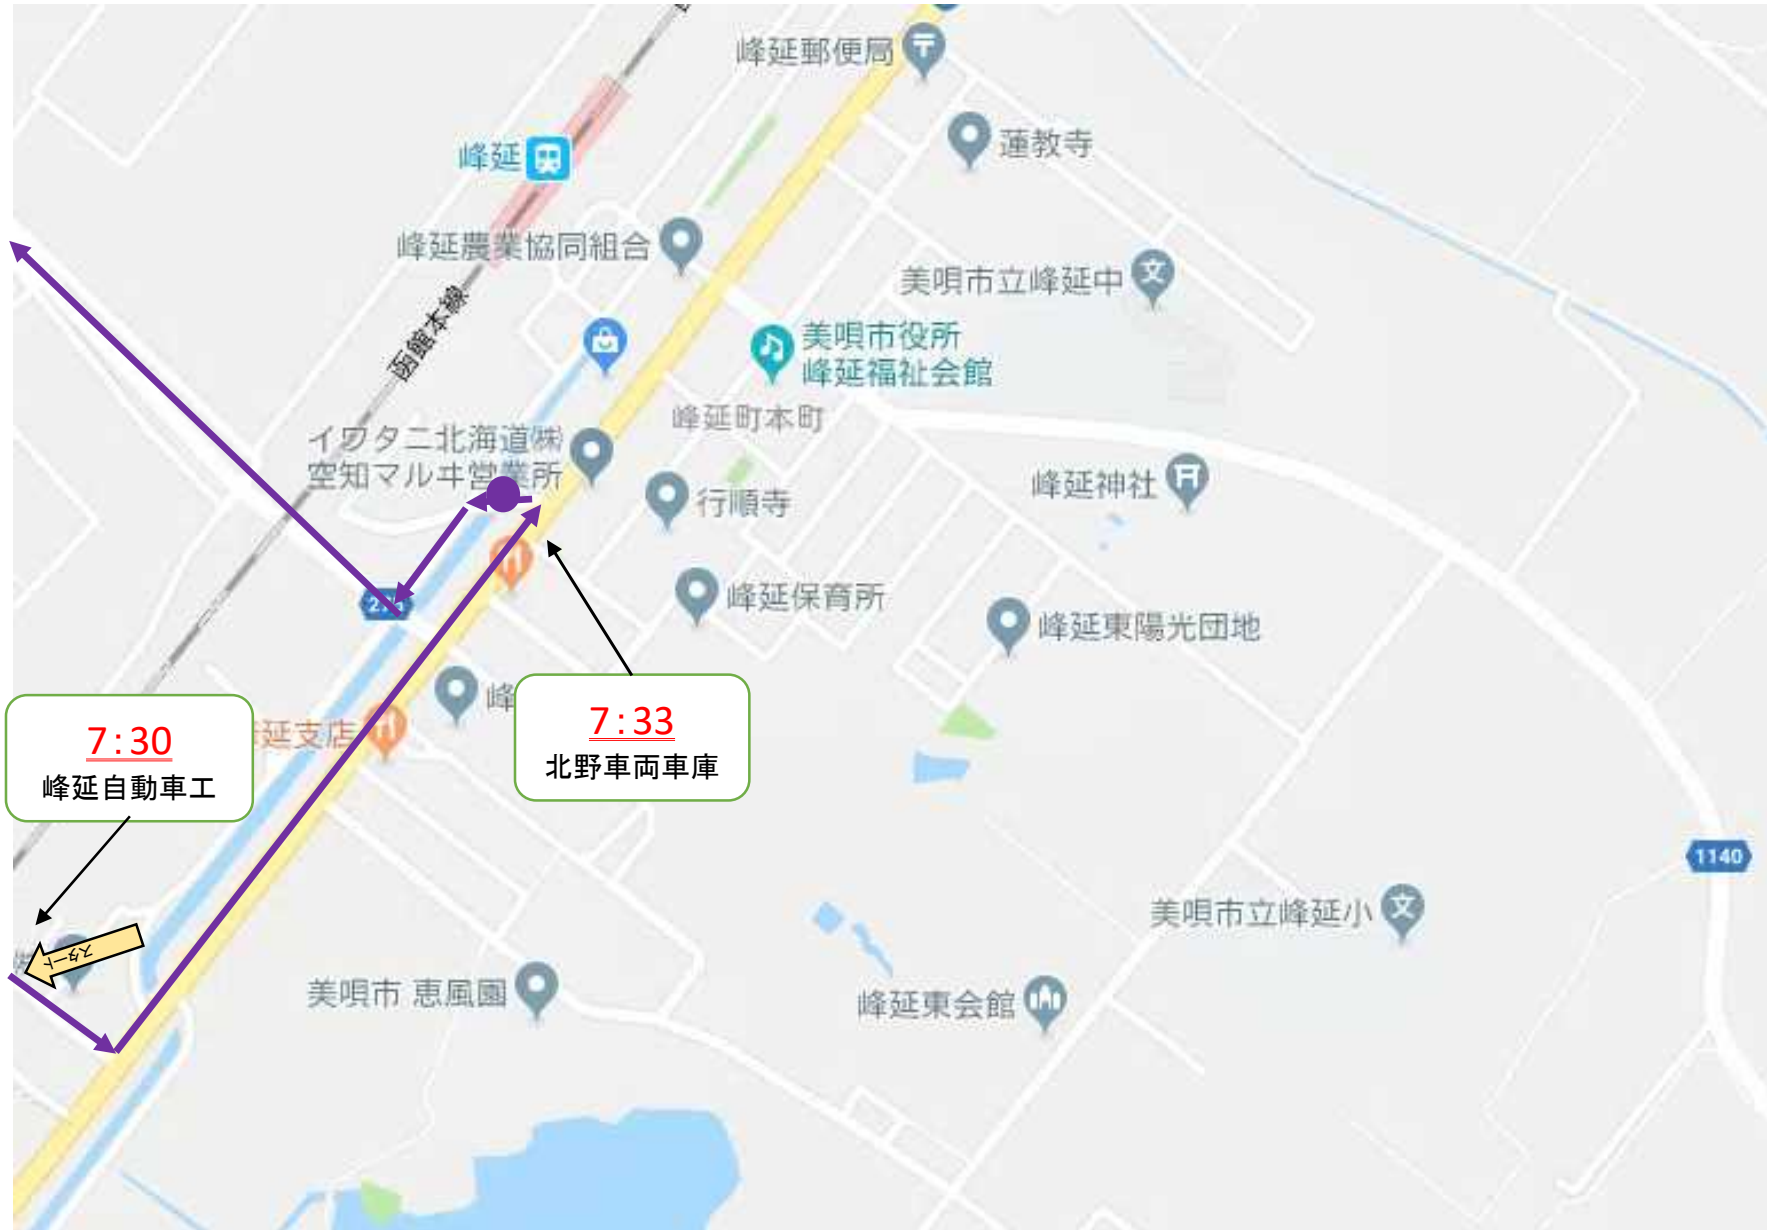 峰延郵便局
蓮教寺
峰延
峰延農業協同組合
美唄市立峰延中
函館本線
美唄市役所
峰延福祉会館
峰延町本町
イワタニ北海道㈱
空知マルヰ営業所
行順寺
峰延神社
峰延保育所
峰延東陽光団地
峰
延支店
7:30
峰延自動車工
7:33
北野車両車庫
1140
美唄市立峰延小
スタート
美唄市 恵風園
峰延東会館